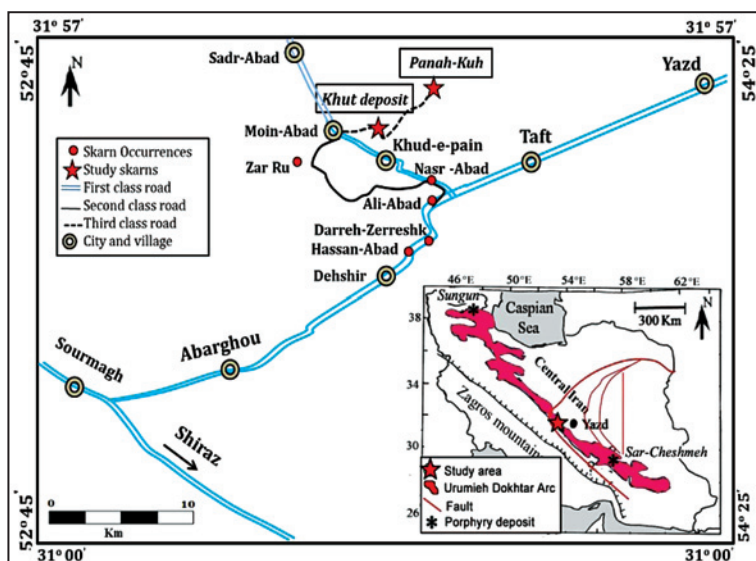 31 57
31 57
52 45'
54 25'
Sadr-Abad
Panah-Kuh
Yazd
N
Khut deposit
Moin-Abad
Khud-e-pain
Taft
Skarn Occurrences
Study skarns
First class road
Second class road
Third class road
City and village
Zar Ru
Nasr -Abad
Ali-Abad
Darreh-Zerreshk
Hassan-Abad
Dehshir
Abarghou
Sourmagh
Shiraz
46°E
50°E
54°E
58°E
62°E
Sungun
Caspian
Sea
N
300 Km
38
34
30
26
Central Iran
Zagros mountain
Yazd
Sar-Cheshmeh
Study area
Urumieh Dokhtar Arc
Fault
Porphyry deposit
0
10
Km
52 45'
54 25'
31 00'
31 00'